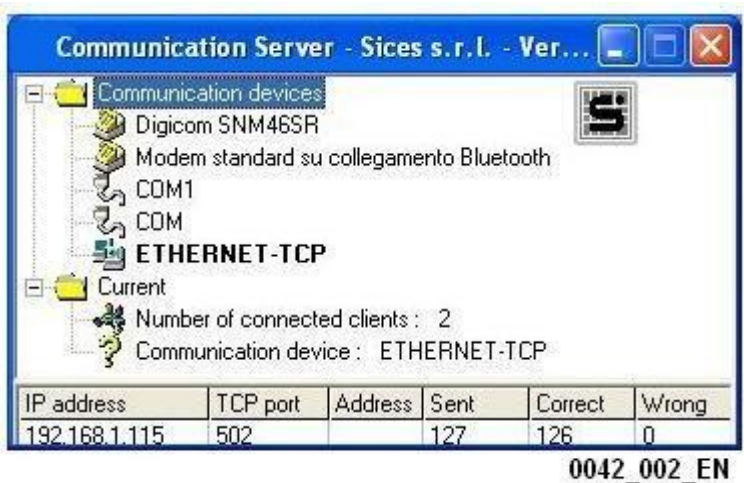 Communication Server - Sices s.r.l. - Ver...
Communication devices
Digicom SNM46SR
Modem standard su collegamento Bluetooth
COM1
COM
ETHERNET-TCP
Current
Number of connected clients : 2
Communication device : ETHERNET-TCP
IP address TCP port Address Sent Correct Wrong
192.168.1.115 502 127 126 0
0042_002_EN